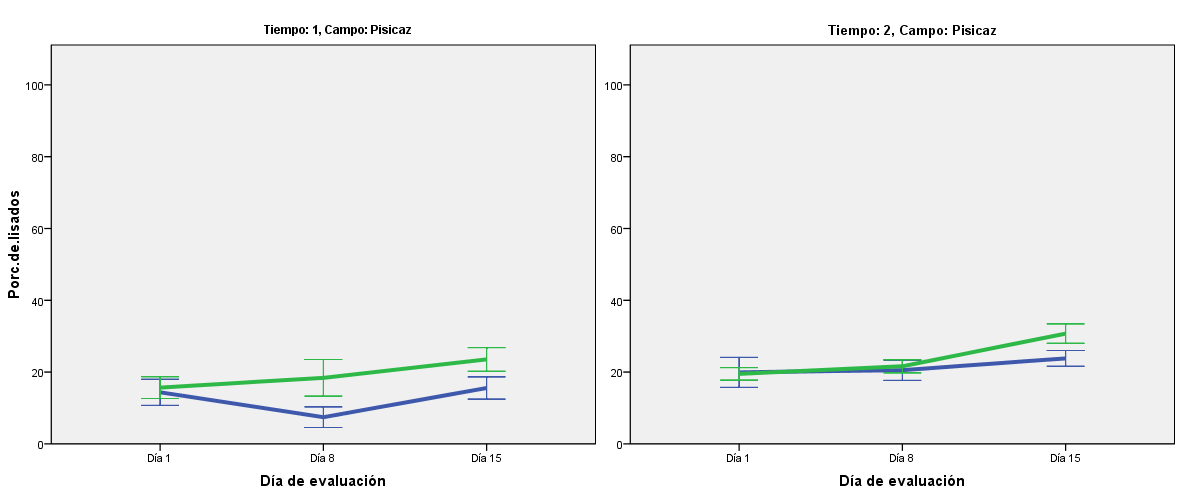 Tiempo: 1, Campo: Pisicaz
Porc.de.lisados
100
80
60
40
20
0
Día 1
Día 8
Día 15
Día de evaluación
Tiempo: 2, Campo: Pisicaz
100
80
60
40
20
0
Día 1
Día 8
Día 15
Día de evaluación